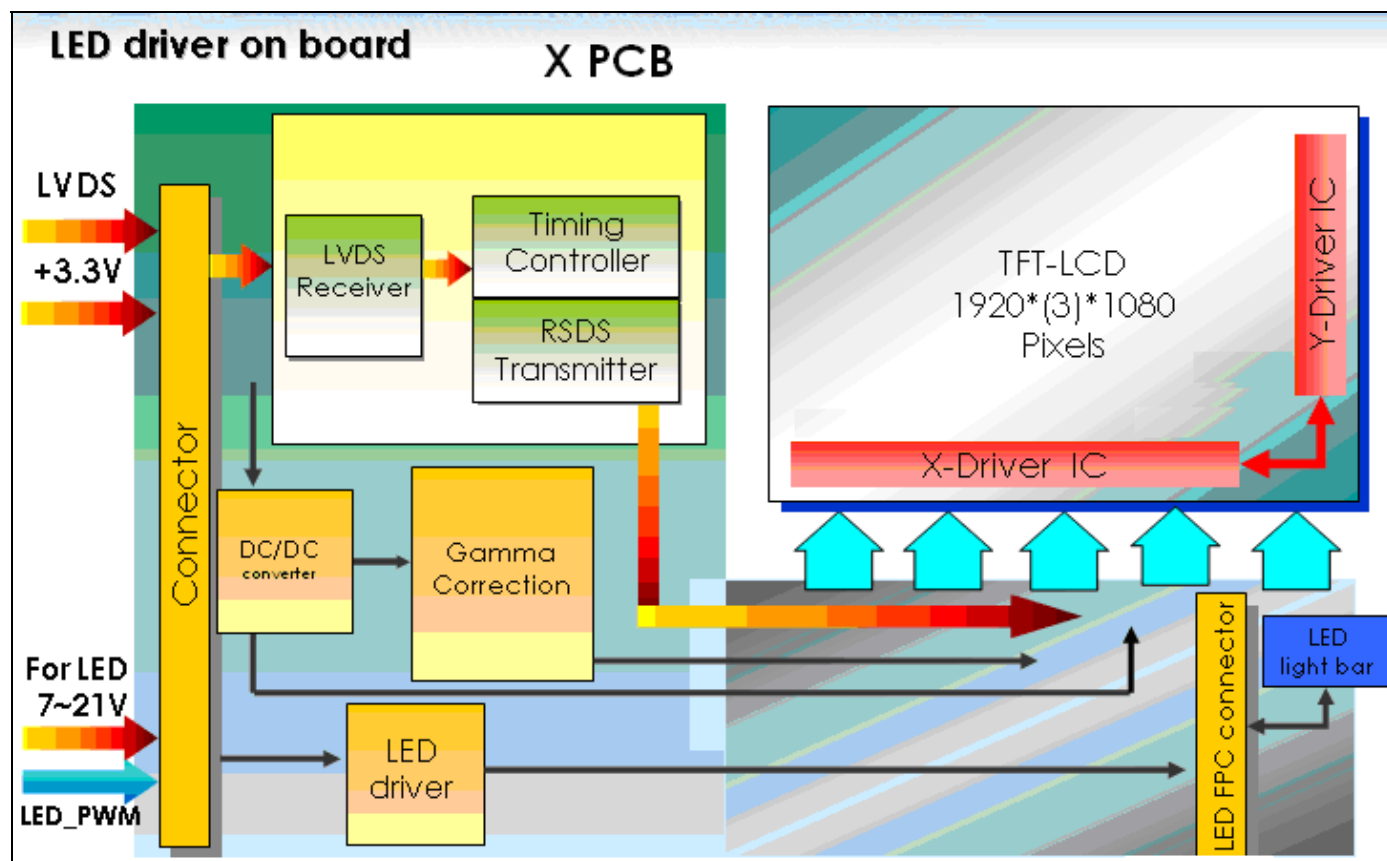 LED driver on board
X PCB
LVDS
+3.3V
For LED
7~21V
LED_PWM
Connector
LVDS
Receiver
Timing
Controller
RSDS
Transmitter
DC/DC
converter
Gamma
Correction
LED
driver
TFT-LCD
1920*(3)*1080
Pixels
Y-Driver IC
X-Driver IC
LED FPC connector
LED
light bar